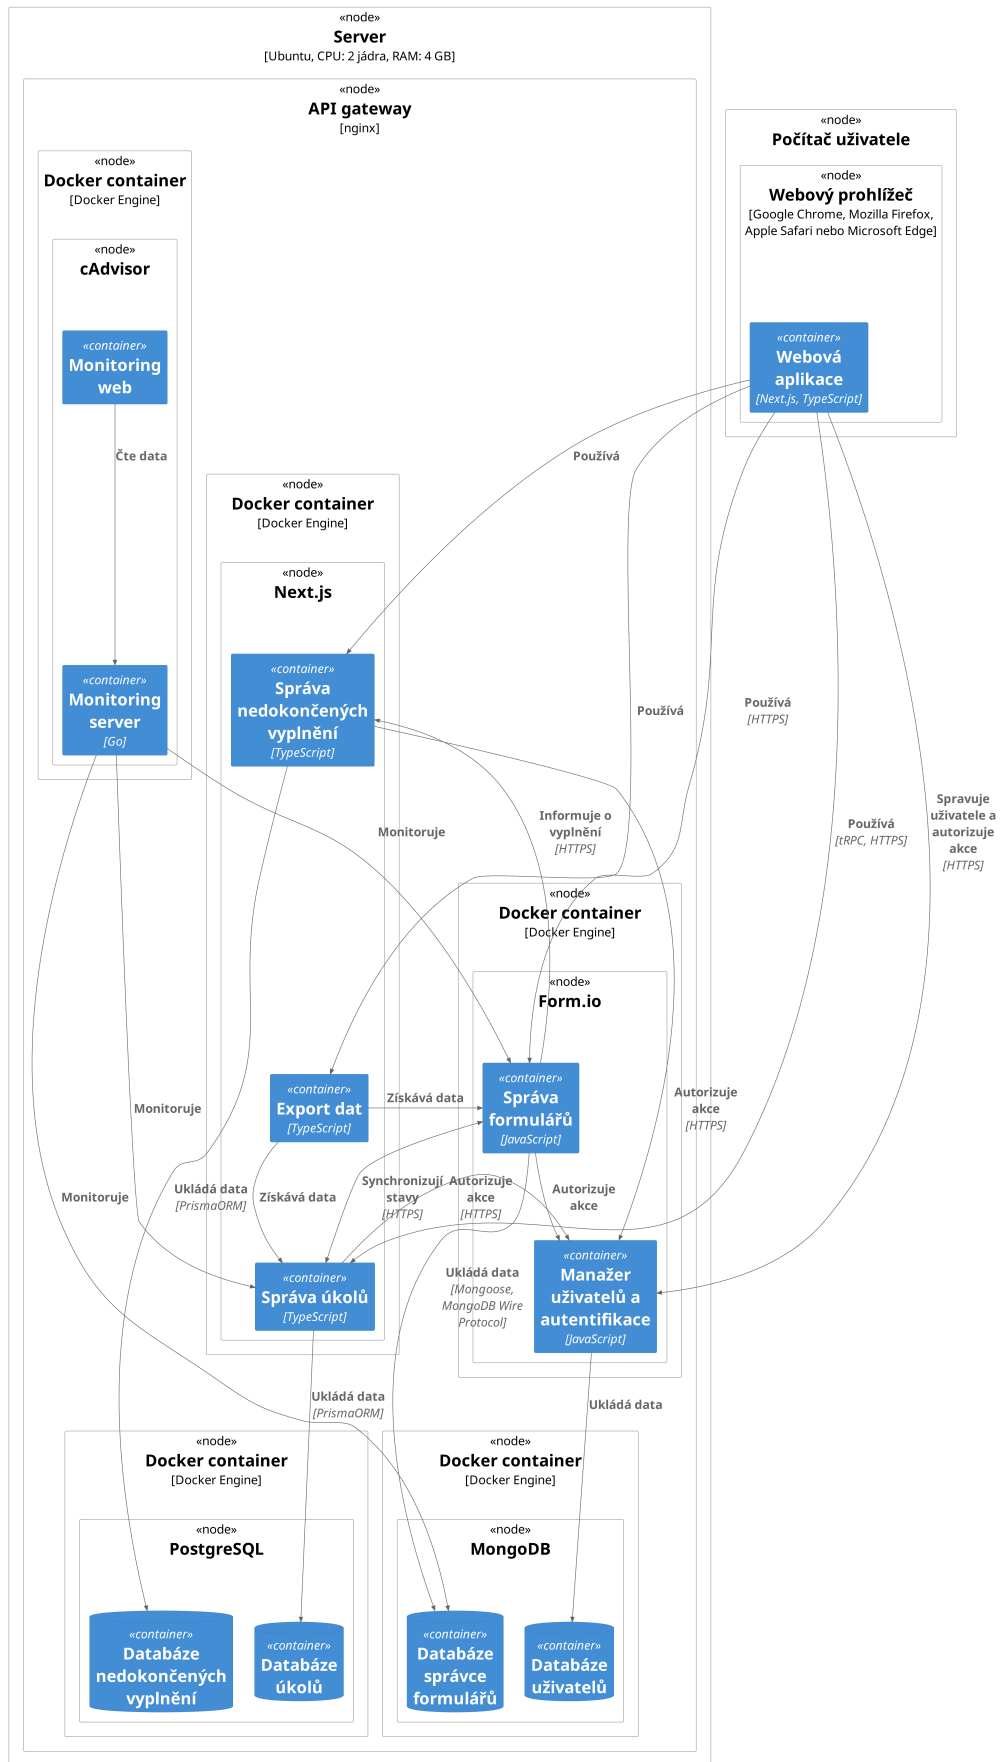 «node»
Server
[Ubuntu, CPU: 2 jádra, RAM: 4 GB]
«node»
API gateway
[nginx]
«node»
Počítač uživatele
«node»
Webový prohlížeč
[Google Chrome, Mozilla Firefox,
Apple Safari nebo Microsoft Edge]
«container»
Webová
aplikace
[Next.js, TypeScript]
«node»
Docker container
[Docker Engine]
«node»
cAdvisor
«container»
Monitoring
web
Čte data
«container»
Monitoring
server
[Go]
«node»
Docker container
[Docker Engine]
«node»
Next.js
«container»
Správa
nedokončených
vyplnění
[TypeScript]
Používá
Používá
Používá
[HTTPS]
Používá
[tRPC, HTTPS]
Spravuje
uživatele a
autorizuje
akce
[HTTPS]
Monitoruje
Informuje o
vyplnění
[HTTPS]
«node»
Docker container
[Docker Engine]
«node»
Form.io
«container»
Správa
formulářů
[JavaScript]
«container»
Export dat
[TypeScript]
Získává data
Autorizuje
akce
[HTTPS]
Monitoruje
Monitoruje
Ukládá data
[PrismaORM]
Získává data
Synchronizují
stavy
[HTTPS]
Autorizuje
akce
[HTTPS]
Autorizuje
akce
«container»
Správa úkolů
[TypeScript]
Ukládá data
[Mongoose,
MongoDB Wire
Protocol]
«container»
Manažer
uživatelů a
autentifikace
[JavaScript]
Ukládá data
[PrismaORM]
Ukládá data
«node»
Docker container
[Docker Engine]
«node»
PostgreSQL
«container»
Databáze
nedokončených
vyplnění
«container»
Databáze
úkolů
«node»
Docker container
[Docker Engine]
«node»
MongoDB
«container»
Databáze
správce
formulářů
«container»
Databáze
uživatelů